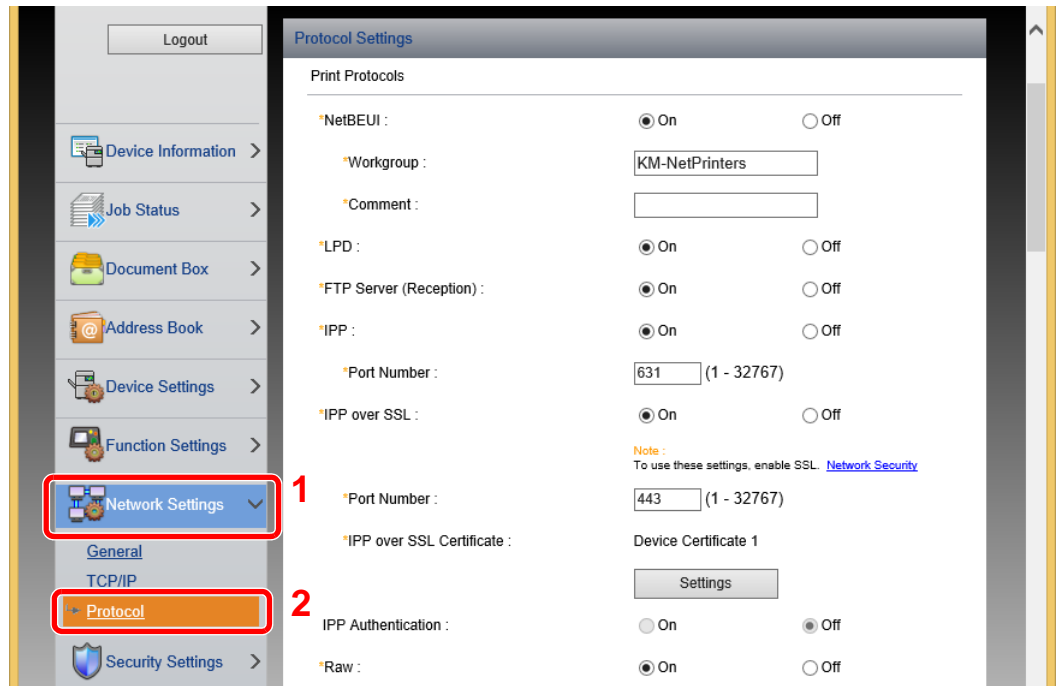 Logout
Device Information
Job Status
Document Box
Address Book
Device Settings
Function Settings
1
Network Settings
General
TCP/IP
2
Protocol
Security Settings
Protocol Settings
Print Protocols
*NetBEUI : On Off
*Workgroup : KM-NetPrinters
*Comment :
*LPD : On Off
*FTP Server (Reception) : On Off
*IPP : On Off
*Port Number : 631 (1 - 32767)
*IPP over SSL : On Off
Note :
To use these settings, enable SSL. Network Security
*Port Number : 443 (1 - 32767)
*IPP over SSL Certificate : Device Certificate 1
Settings
IPP Authentication : On Off
*Raw : On Off